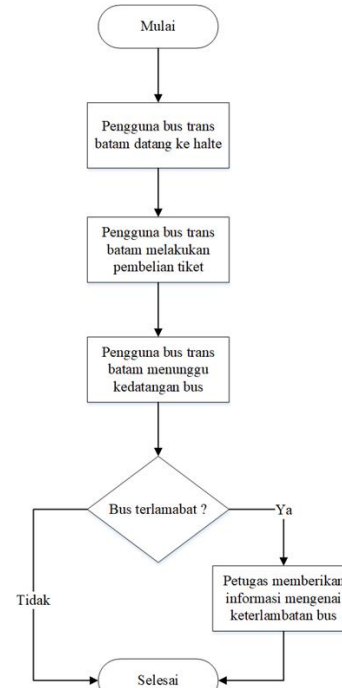 Mulai
Pengguna bus trans
batam datang ke halte
Pengguna bus trans
batam melakukan
pembelian tiket
Pengguna bus trans
batam menunggu
kedatangan bus
Bus terlamabat ?
Ya
Tidak
Petugas memberikan
informasi mengenai
keterlambatan bus
Selesai